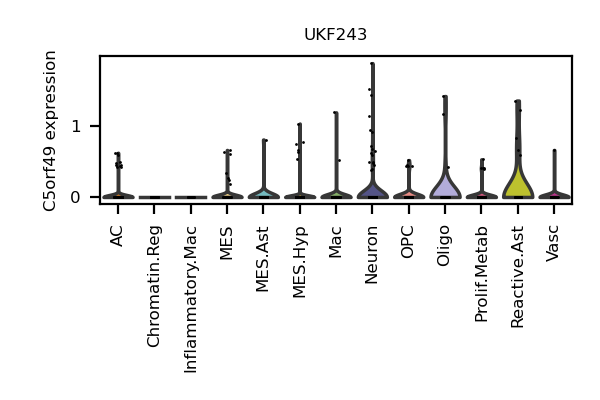 UKF243
C5orf49 expression
1
0
AC
Chromatin.Reg
Inflammatory.Mac
MES
MES.Ast
MES.Hyp
Mac
Neuron
OPC
Oligo
Prolif.Metab
Reactive.Ast
Vasc